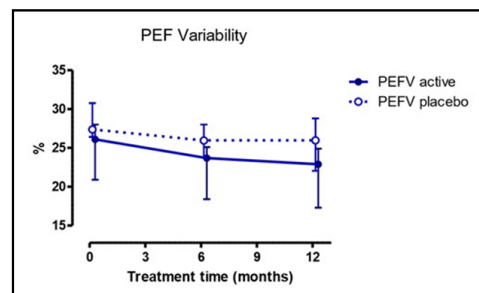 PEF Variability
35
30
25
20
15
%
0 3 6 9 12
Treatment time (months)
PEFV active
PEFV placebo